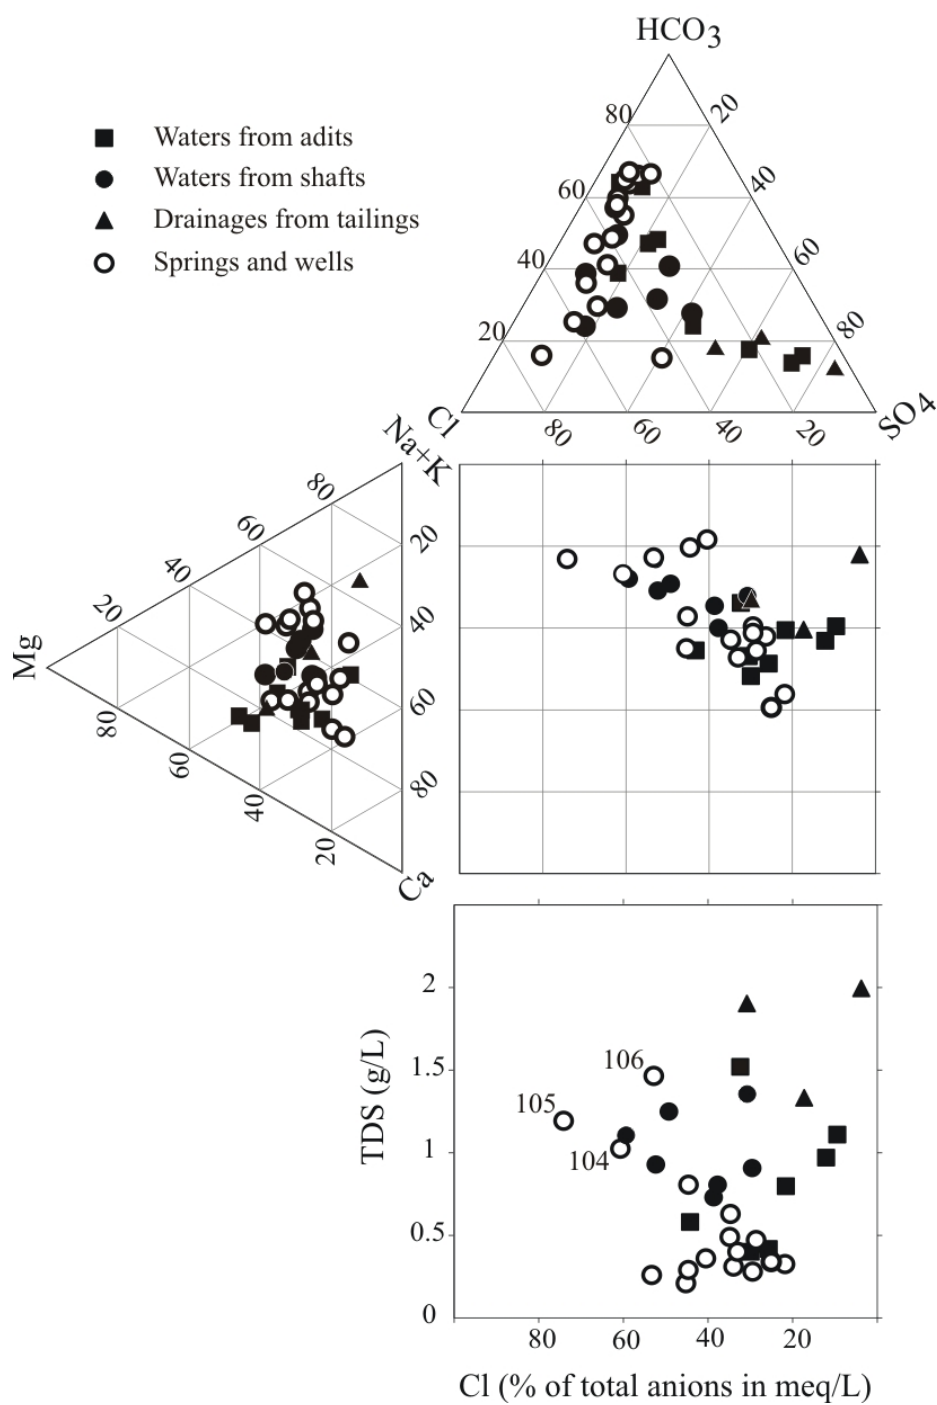 HCO3
Waters from adits
Waters from shafts
Drainages from tailings
Springs and wells
80 20
60 40
40 60
20 80
Cl SO4
80 60 40 20
Na+K
80
60 20
40
20 40
Mg
60
80
60 80
40
20
Ca
TDS (g/L)
2
1.5
1
0.5
0
106
105
104
80 60 40 20
Cl (% of total anions in meq/L)